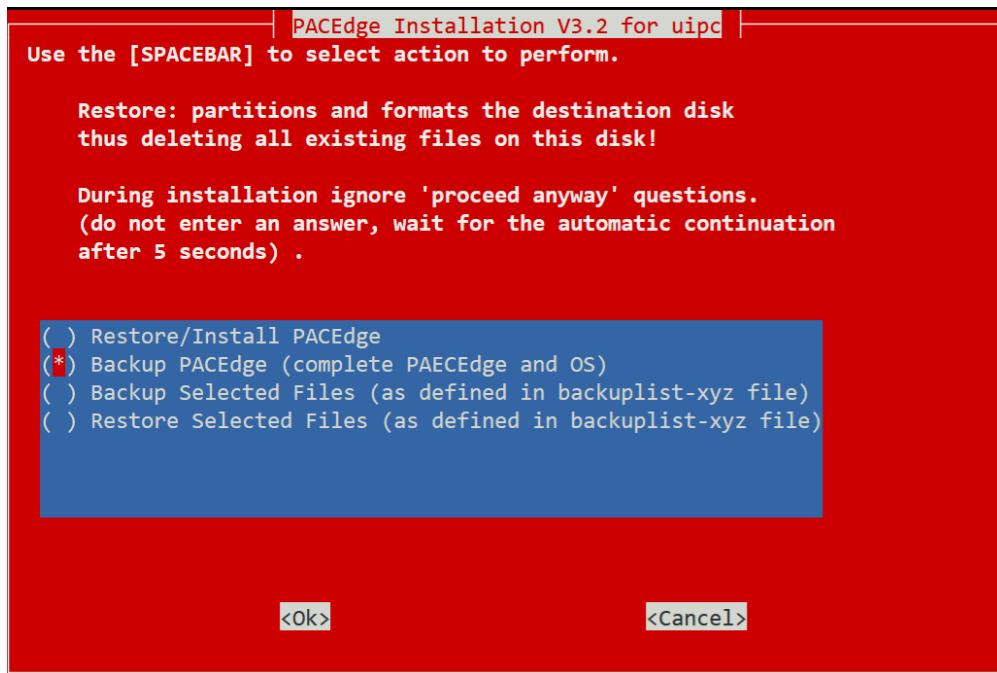 PACEdge Installation V3.2 for uipc
Use the [SPACEBAR] to select action to perform.
Restore: partitions and formats the destination disk
thus deleting all existing files on this disk!
During installation ignore 'proceed anyway' questions.
(do not enter an answer, wait for the automatic continuation
after 5 seconds) .
( ) Restore/Install PACEdge
(*) Backup PACEdge (complete PAECEdge and OS)
( ) Backup Selected Files (as defined in backuplist-xyz file)
( ) Restore Selected Files (as defined in backuplist-xyz file)
<Ok> <Cancel>